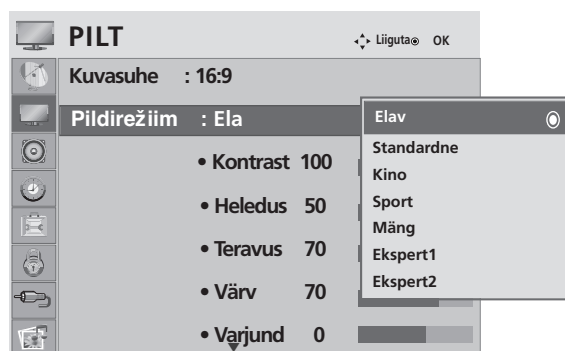 PILT Liiguta OK
Kuvasuhe : 16:9
Pildirežiim : Ela
Elav
Standardne
Kino
Sport
Mäng
Ekspert1
Ekspert2
• Kontrast 100
• Heledus 50
• Teravus 70
• Värv 70
• Varjund 0